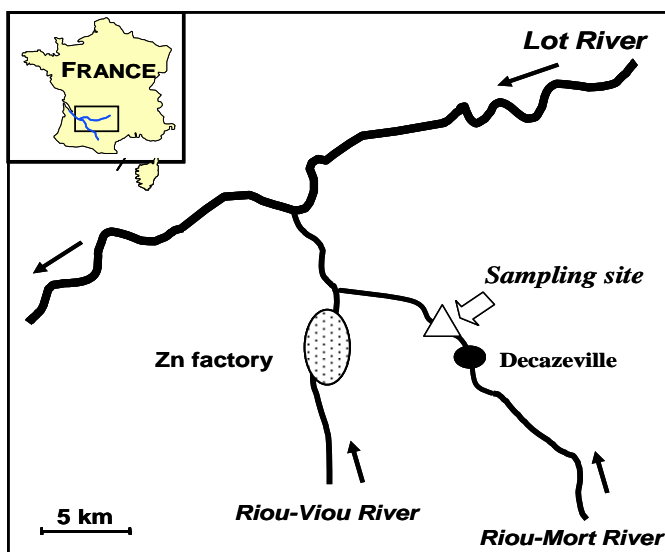 Lot River
FRANCE
Sampling site
Zn factory
Decazeville
5 km
Riou-Viou River
Riou-Mort River